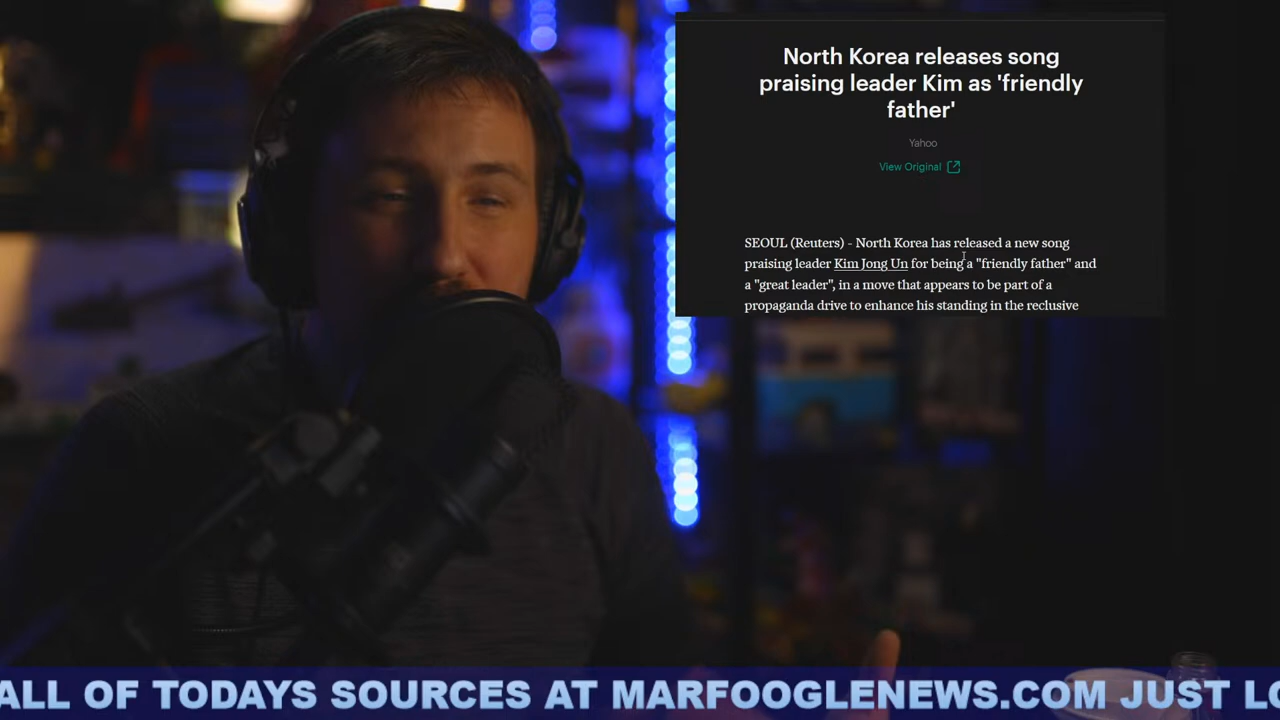 North Korea releases song
praising leader Kim as 'friendly
father'
Yahoo
View Original
SEOUL (Reuters) - North Korea has released a new song
praising leader Kim Jong Un for being a "friendly father" and
a "great leader", in a move that appears to be part of a
propaganda drive to enhance his standing in the reclusive
ALL OF TODAYS SOURCES AT MARFOOGLENEWS.COM JUST LO